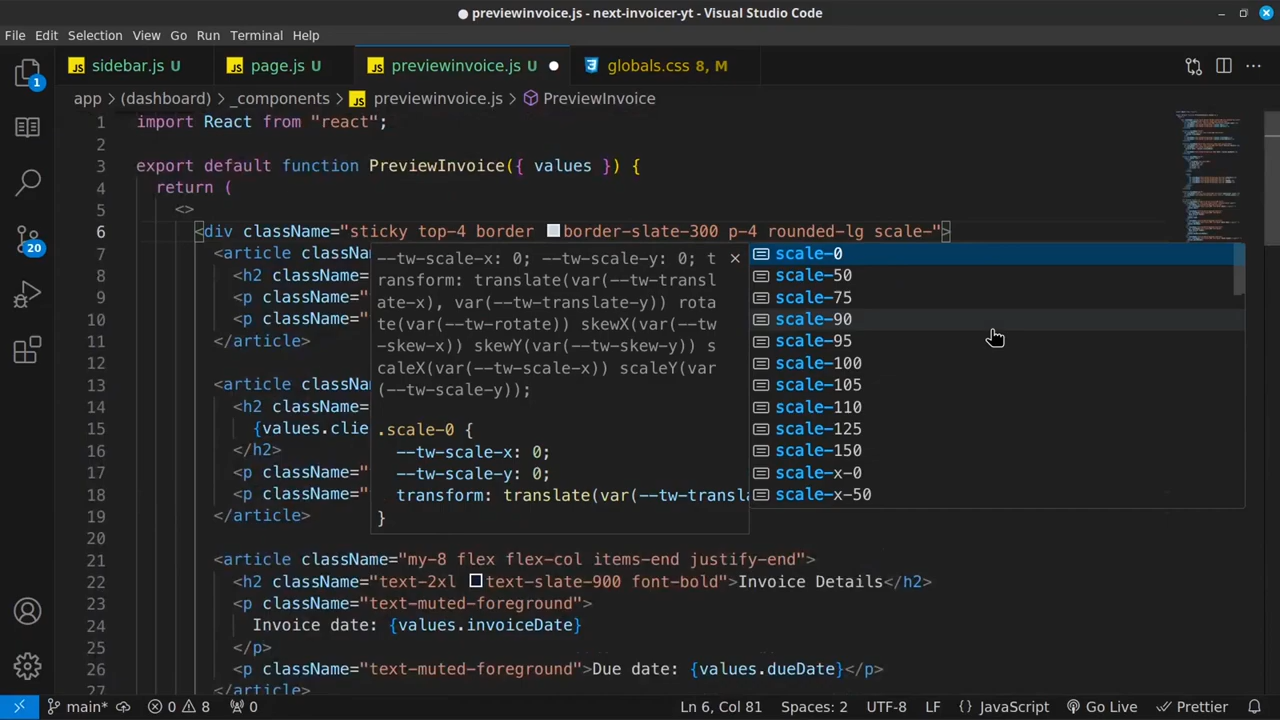 previewinvoice.js - next-invoicer-yt - Visual Studio Code
File Edit Selection View Go Run Terminal Help
JS sidebar.js U JS page.js U JS previewinvoice.js U globals.css 8, M
app > (dashboard) > _components > JS previewinvoice.js > PreviewInvoice
1
20
1 import React from "react";
2
3 export default function PreviewInvoice({ values }) {
4 return (
5 <>
6 <div className="sticky top-4 border border-slate-300 p-4 rounded-lg scale-">
7 <article classNa
8 <h2 className=
9 <p className="
10 <p className="
11 </article>
12
13 <article classNa
14 <h2 className=
15 {values.clie
16 </h2>
17 <p className="
18 <p className="
19 </article>
20
21 <article className="my-8 flex flex-col items-end justify-end">
22 <h2 className="text-2xl text-slate-900 font-bold">Invoice Details</h2>
23 <p className="text-muted-foreground">
24 Invoice date: {values.invoiceDate}
25 </p>
26 <p className="text-muted-foreground">Due date: {values.dueDate}</p>
27 </article>
--tw-scale-x: 0; --tw-scale-y: 0; t
ransform: translate(var(--tw-transl
ate-x), var(--tw-translate-y)) rota
te(var(--tw-rotate)) skewX(var(--tw
-skew-x)) skewY(var(--tw-skew-y)) s
caleX(var(--tw-scale-x)) scaleY(var
(--tw-scale-y));
.scale-0 {
--tw-scale-x: 0;
--tw-scale-y: 0;
transform: translate(var(--tw-transla
}
scale-0
scale-50
scale-75
scale-90
scale-95
scale-100
scale-105
scale-110
scale-125
scale-150
scale-x-0
scale-x-50
main* 0 8 0 Ln 6, Col 81 Spaces: 2 UTF-8 LF {} JavaScript Go Live Prettier